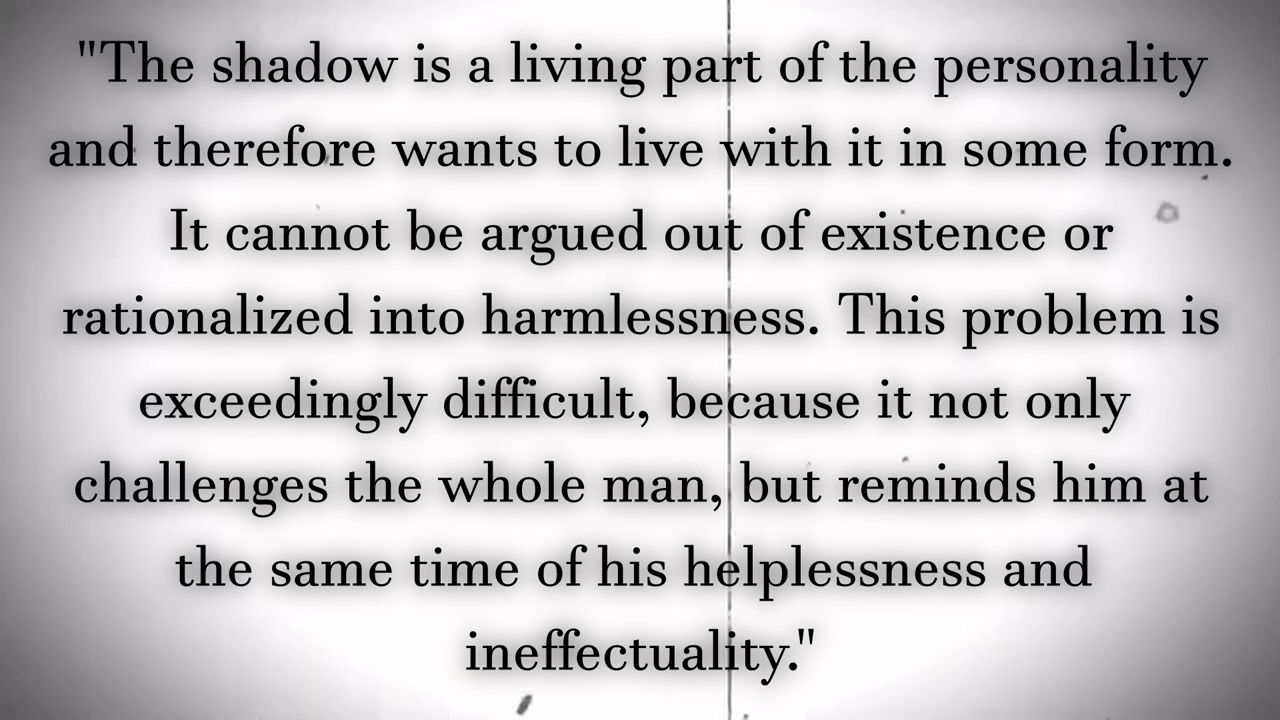 "The shadow is a living part of the personality
and therefore wants to live with it in some form.
It cannot be argued out of existence or
rationalized into harmlessness. This problem is
exceedingly difficult, because it not only
challenges the whole man, but reminds him at
the same time of his helplessness and
ineffectuality."